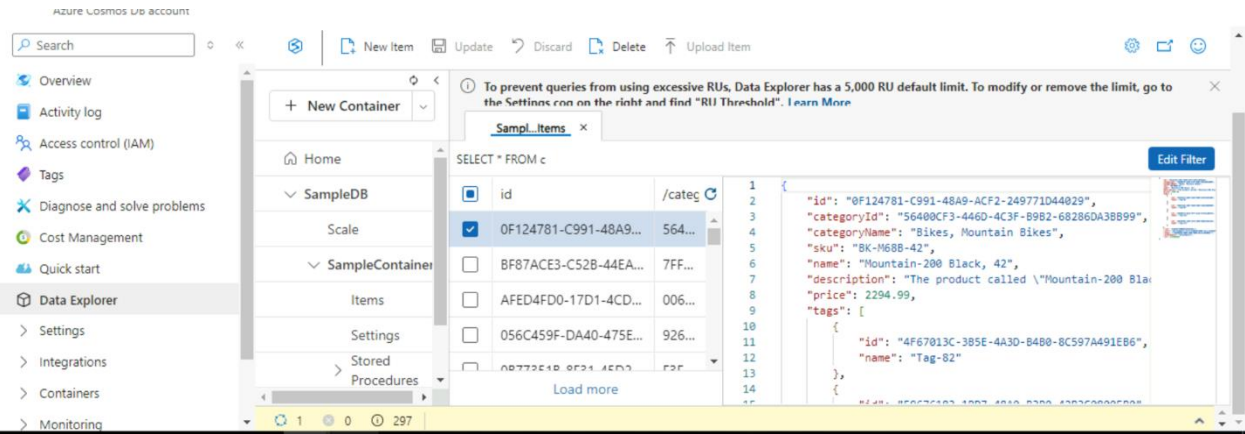 Azure Cosmos DB account
Search
New Item Update Discard Delete Upload Item
Overview
Activity log
Access control (IAM)
Tags
Diagnose and solve problems
Cost Management
Quick start
Data Explorer
Settings
Integrations
Containers
Monitoring
+ New Container
Home
SampleDB
Scale
SampleContainer
Items
Settings
Stored
Procedures
To prevent queries from using excessive RUs, Data Explorer has a 5,000 RU default limit. To modify or remove the limit, go to
the Settings cog on the right and find "RU Threshold". Learn More
Sampl...Items
SELECT * FROM c
Edit Filter
id /categ
0F124781-C991-48A9... 564...
BF87ACE3-C52B-44EA... 7FF...
AFED4FD0-17D1-4CD... 006...
056C459F-DA40-475E... 926...
Load more
1 {
2 "id": "0F124781-C991-48A9-ACF2-249771D44029",
3 "categoryId": "56400CF3-446D-4C3F-B9B2-68286DA3BB99",
4 "categoryName": "Bikes, Mountain Bikes",
5 "sku": "BK-M68B-42",
6 "name": "Mountain-200 Black, 42",
7 "description": "The product called \"Mountain-200 Blac
8 "price": 2294.99,
9 "tags": [
10 {
11 "id": "4F67013C-3B5E-4A3D-B4B0-8C597A491EB6",
12 "name": "Tag-82"
13 },
14 {
1 0 297